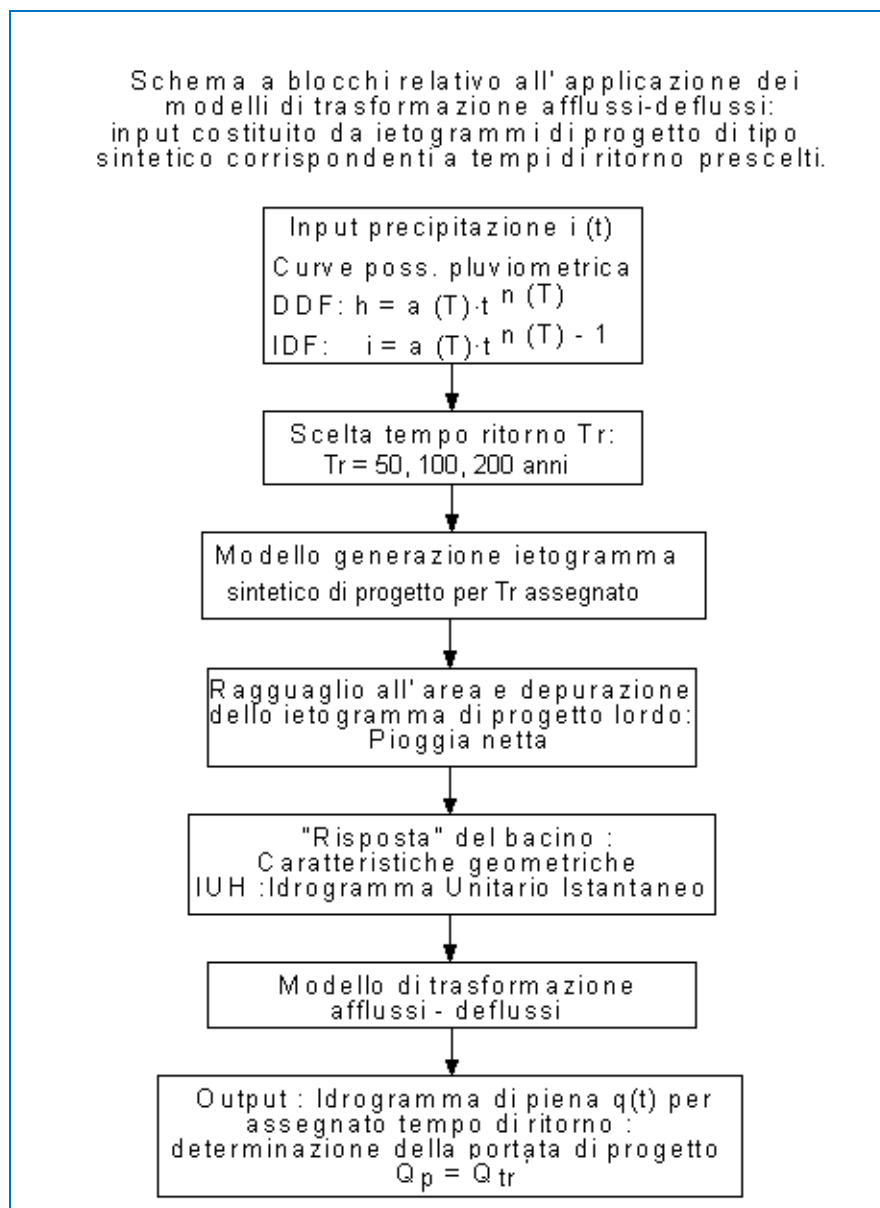 Schema a blocchi relativo all' applicazione dei
modelli di trasformazione afflussi-deflussi:
input costituito da ietogrammi di progetto di tipo
sintetico corrispondenti a tempi di ritorno prescelti.
Input precipitazione i (t)
Curve poss. pluviometrica
DDF: h = a (T)·t n (T)
IDF: i = a (T)·t n (T) - 1
Scelta tempo ritorno Tr:
Tr = 50, 100, 200 anni
Modello generazione ietogramma
sintetico di progetto per Tr assegnato
Ragguaglio all' area e depurazione
dello ietogramma di progetto lordo:
Pioggia netta
"Risposta" del bacino :
Caratteristiche geometriche
IUH :Idrogramma Unitario Istantaneo
Modello di trasformazione
afflussi - deflussi
Output : Idrogramma di piena q(t) per
assegnato tempo di ritorno :
determinazione della portata di progetto
Q p = Q tr